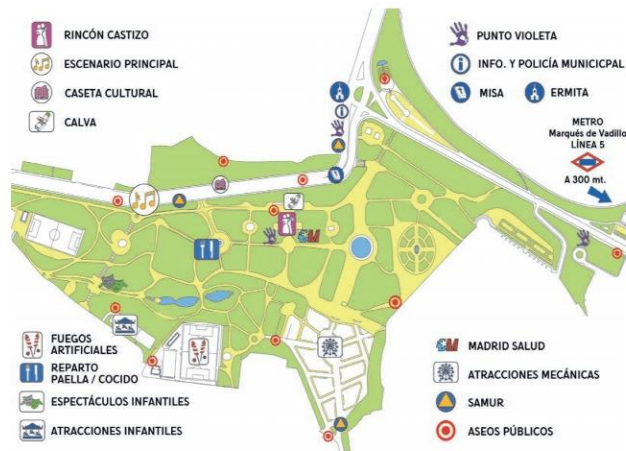 RINCÓN CASTIZO
ESCENARIO PRINCIPAL
CASETA CULTURAL
CALVA
PUNTO VIOLETA
INFO. Y POLICÍA MUNICICPAL
MISA
ERMITA
METRO
Marqués de Vadillo
LÍNEA 5
A 300 mt.
FUEGOS
ARTIFICIALES
REPARTO
PAELLA / COCIDO
ESPECTÁCULOS INFANTILES
ATRACCIONES INFANTILES
MADRID SALUD
ATRACCIONES MECÁNICAS
SAMUR
ASEOS PÚBLICOS